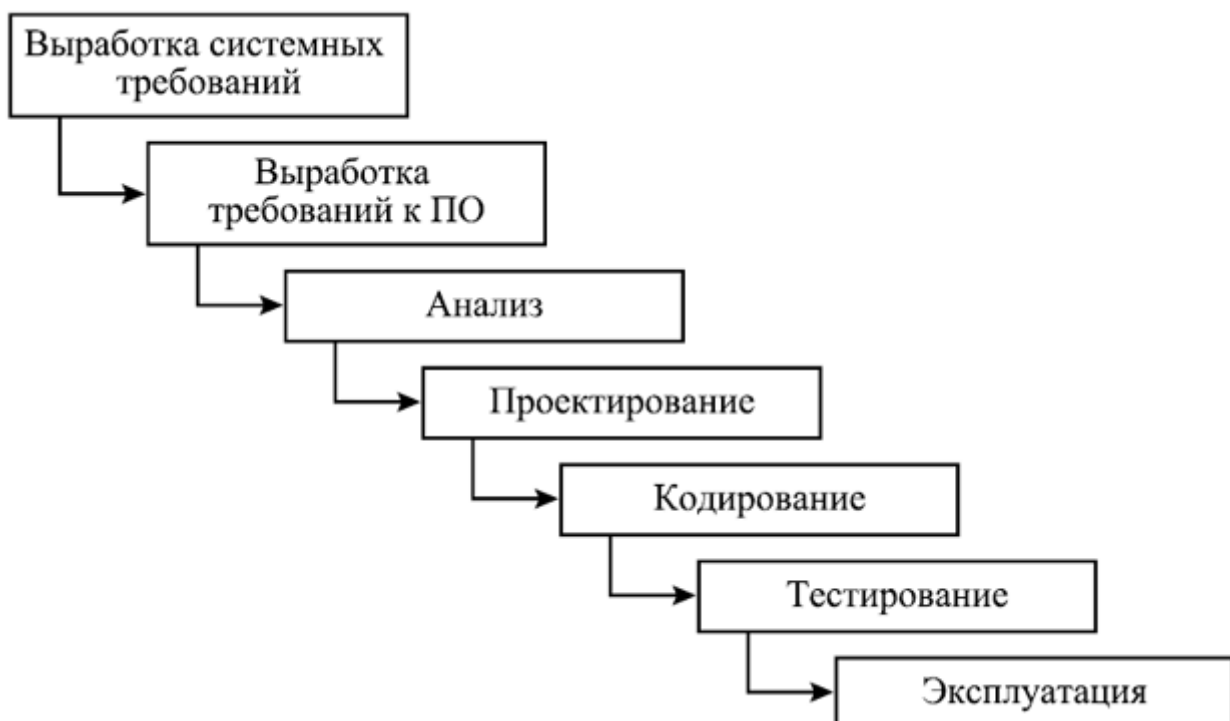 Выработка системных
требований
Выработка
требований к ПО
Анализ
Проектирование
Кодирование
Тестирование
Эксплуатация